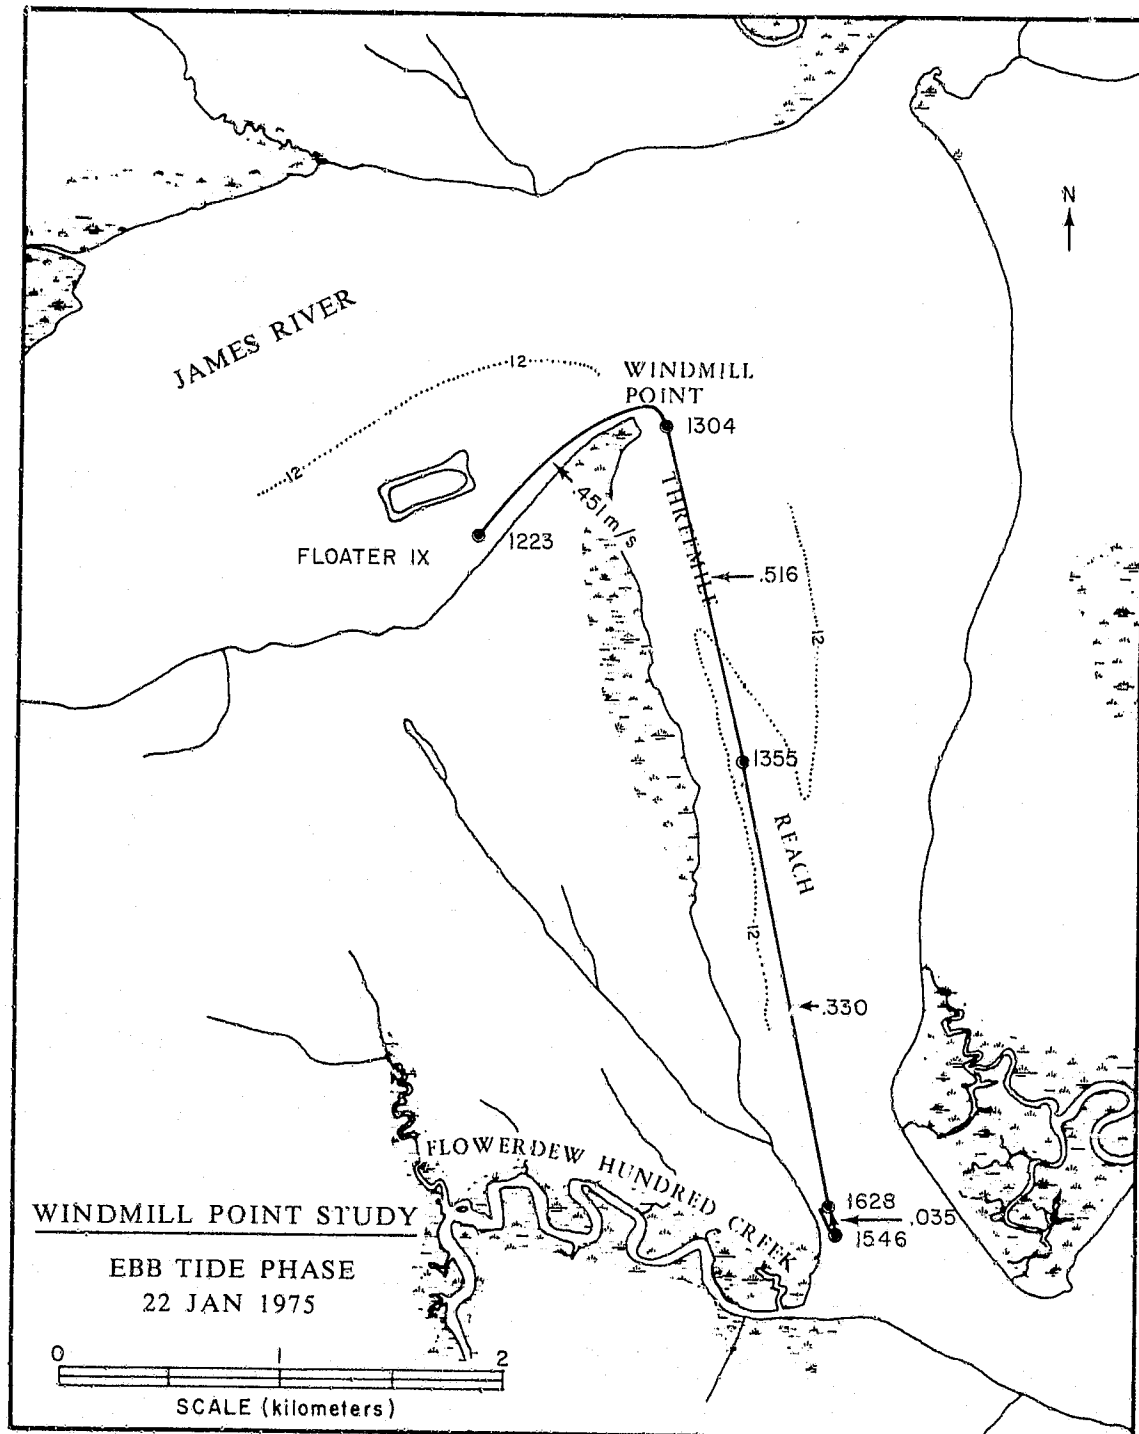 N
JAMES RIVER
12
12
WINDMILL
POINT
1304
.451 m/s
1223
FLOATER IX
THREEMILE
.516
12
1355
REACH
12
.330
FLOWERDEW HUNDRED CREEK
1628
.035
1546
WINDMILL POINT STUDY
EBB TIDE PHASE
22 JAN 1975
0 1 2
SCALE (kilometers)